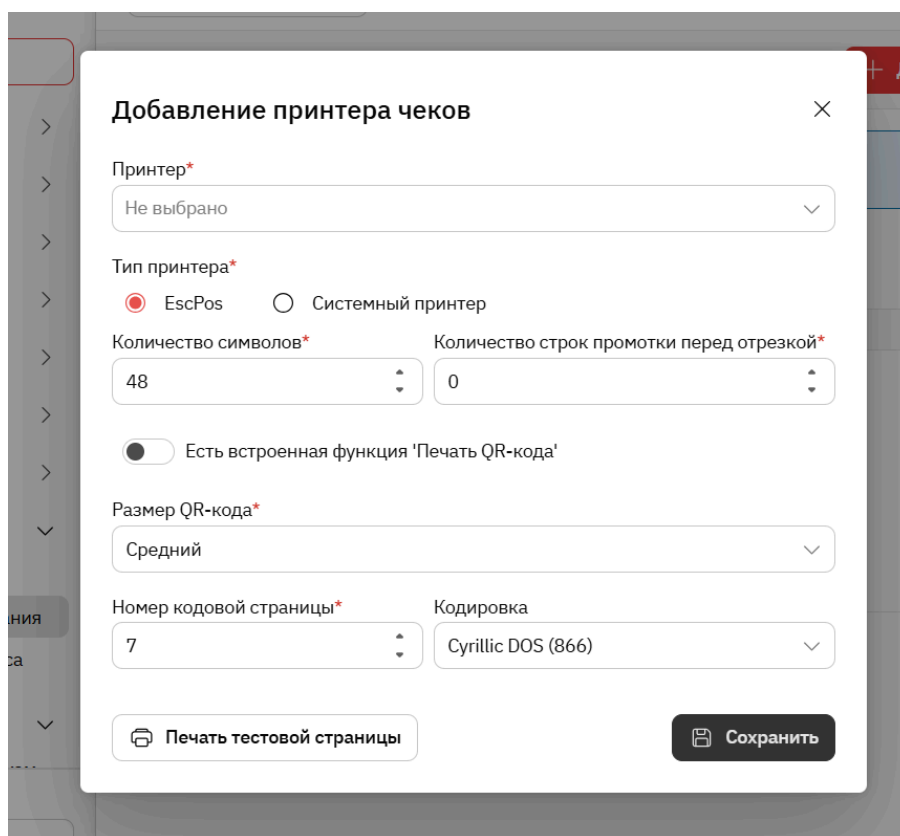 Добавление принтера чеков
Принтер*
Не выбрано
Тип принтера*
EscPos Системный принтер
Количество символов* Количество строк промотки перед отрезкой*
48 0
Есть встроенная функция 'Печать QR-кода'
Размер QR-кода*
Средний
Номер кодовой страницы* Кодировка
7 Cyrillic DOS (866)
Печать тестовой страницы Сохранить